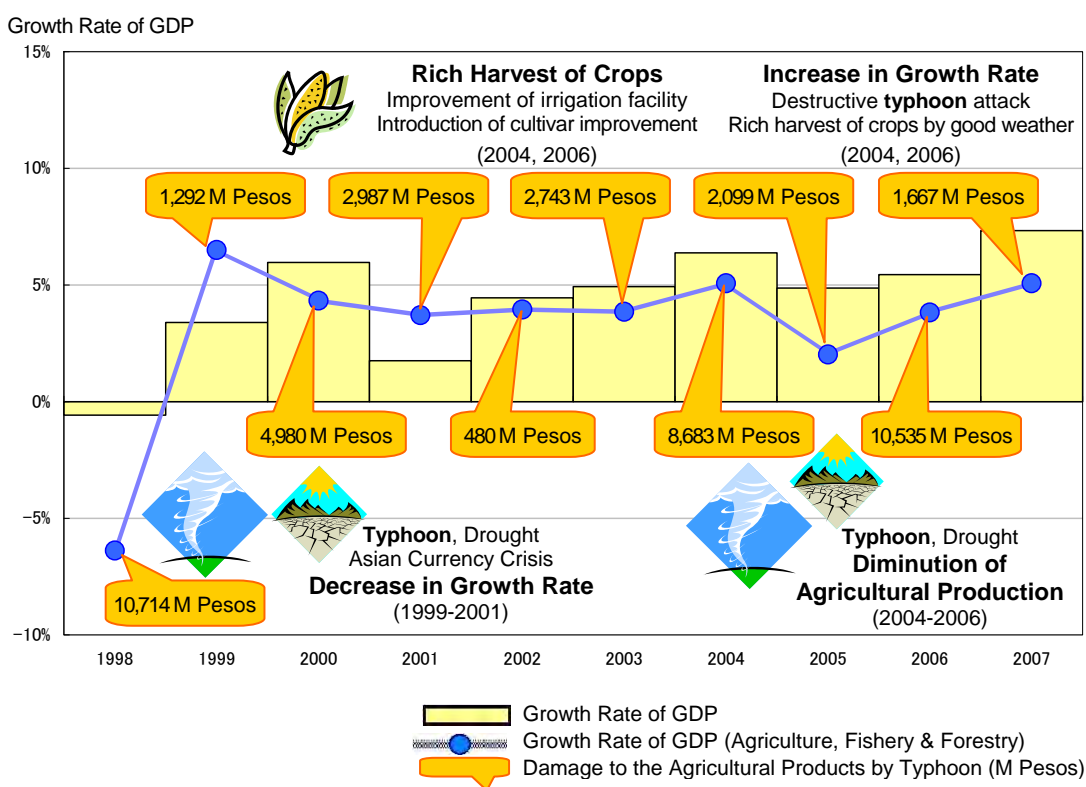 Growth Rate of GDP
15%
10%
5%
0%
-5%
-10%
Rich Harvest of Crops
Improvement of irrigation facility
Introduction of cultivar improvement
(2004, 2006)
Increase in Growth Rate
Destructive typhoon attack
Rich harvest of crops by good weather
(2004, 2006)
1,292 M Pesos
2,987 M Pesos
2,743 M Pesos
2,099 M Pesos
1,667 M Pesos
4,980 M Pesos
480 M Pesos
8,683 M Pesos
10,535 M Pesos
10,714 M Pesos
Typhoon, Drought
Asian Currency Crisis
Decrease in Growth Rate
(1999-2001)
Typhoon, Drought
Diminution of
Agricultural Production
(2004-2006)
1998 1999 2000 2001 2002 2003 2004 2005 2006 2007
Growth Rate of GDP
Growth Rate of GDP (Agriculture, Fishery & Forestry)
Damage to the Agricultural Products by Typhoon (M Pesos)